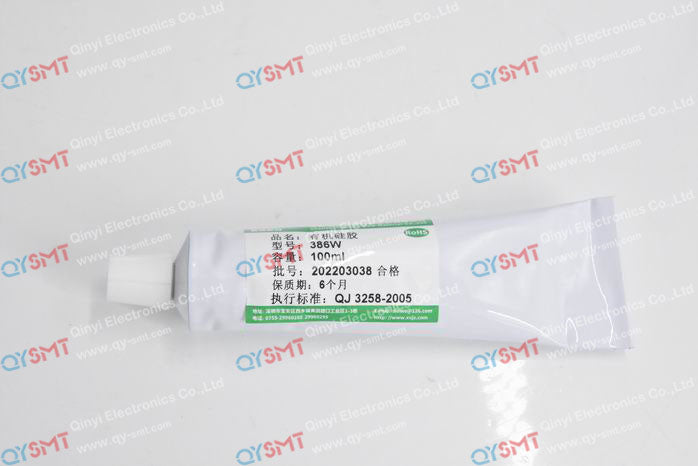 RoHS
品名: 有机硅胶
型号: 386W
容量: 100ml
批号: 202203038 合格
保质期: 6个月
执行标准: QJ 3258-2005
http://www.
QYSMT
Qinyi Electronics Co.,Ltd
www.qy-smt.com